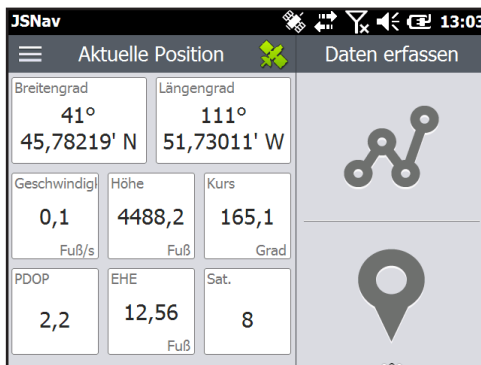 JSNav 13:03
Aktuelle Position Daten erfassen
Breitengrad Längengrad
41° 111°
45,78219' N 51,73011' W
Geschwindigk Höhe Kurs
0,1 4488,2 165,1
Fuß/s Fuß Grad
PDOP EHE Sat.
2,2 12,56 8
Fuß